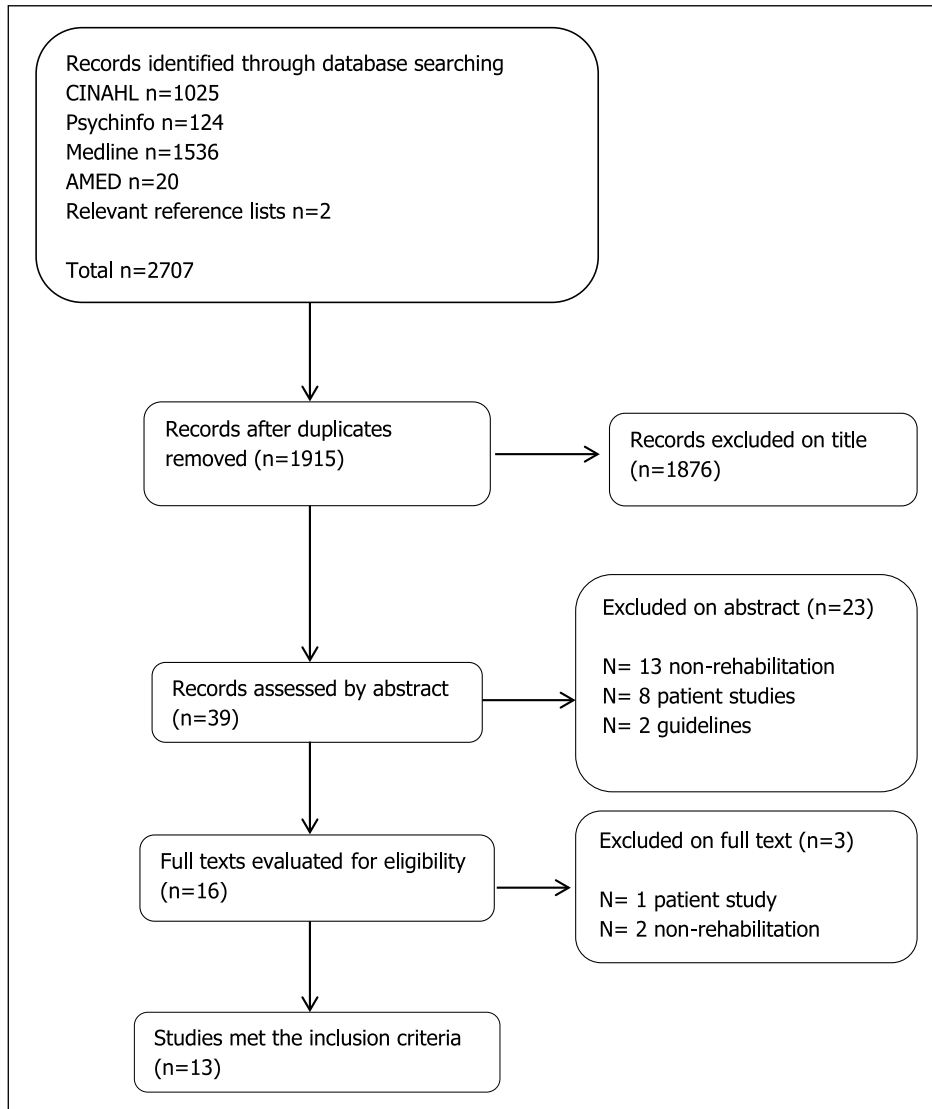 Records identified through database searching
CINAHL n=1025
Psychinfo n=124
Medline n=1536
AMED n=20
Relevant reference lists n=2
Total n=2707
Records after duplicates
removed (n=1915)
Records excluded on title
(n=1876)
Excluded on abstract (n=23)
N= 13 non-rehabilitation
N= 8 patient studies
N= 2 guidelines
Records assessed by abstract
(n=39)
Full texts evaluated for eligibility
(n=16)
Excluded on full text (n=3)
N= 1 patient study
N= 2 non-rehabilitation
Studies met the inclusion criteria
(n=13)